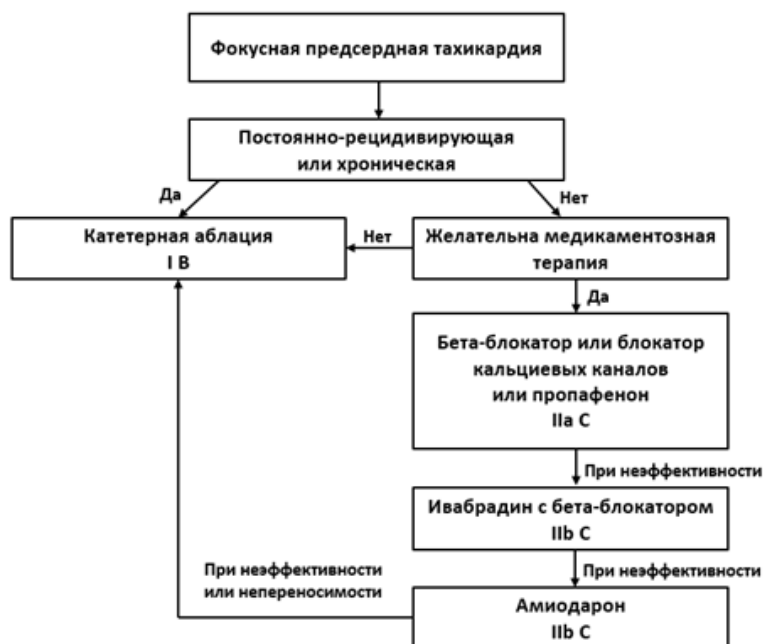 Фокусная предсердная тахикардия
Постоянно-рецидивирующая
или хроническая
Да
Нет
Катетерная аблация
I B
Нет
Желательна медикаментозная
терапия
Да
Бета-блокатор или блокатор
кальциевых каналов
или пропафенон
IIa C
При неэффективности
Ивабрадин с бета-блокатором
IIb C
При неэффективности
При неэффективности
или непереносимости
Амиодарон
IIb C